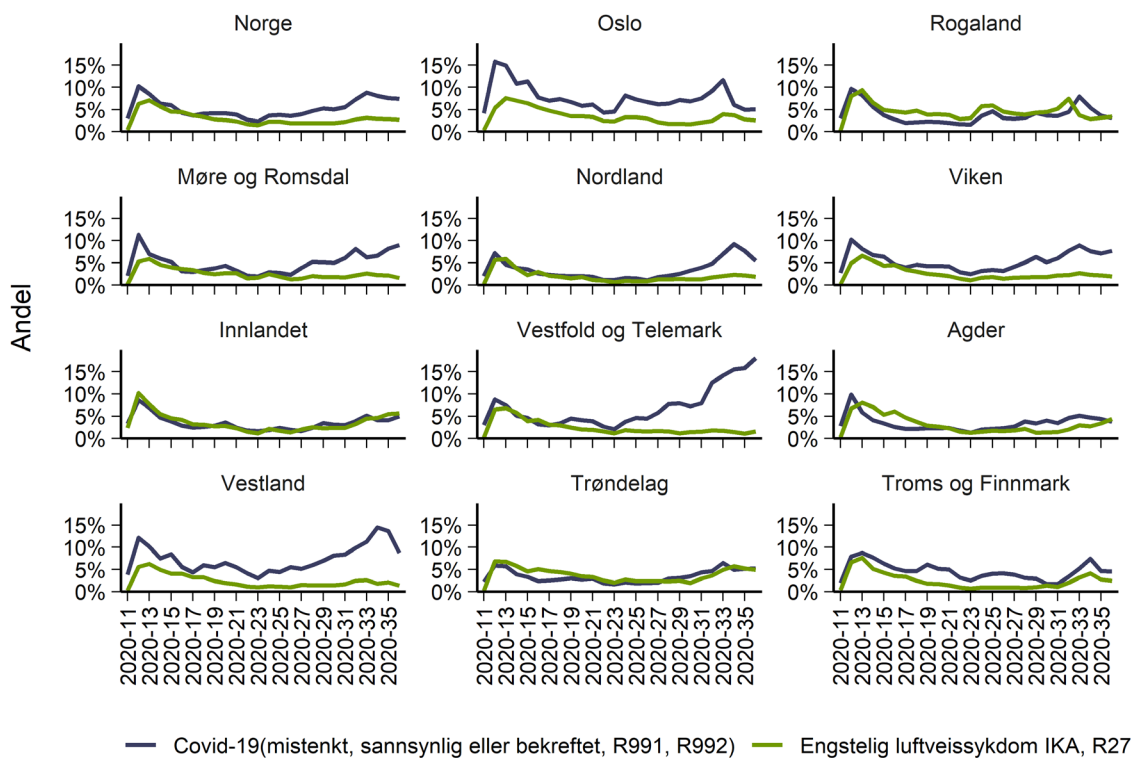 Norge Oslo Rogaland
15% 15% 15%
10% 10% 10%
5% 5% 5%
0% 0% 0%
Møre og Romsdal Nordland Viken
15% 15% 15%
10% 10% 10%
5% 5% 5%
0% 0% 0%
Andel
Innlandet Vestfold og Telemark Agder
15% 15% 15%
10% 10% 10%
5% 5% 5%
0% 0% 0%
Vestland Trøndelag Troms og Finnmark
15% 15% 15%
10% 10% 10%
5% 5% 5%
0% 0% 0%
2020-11 2020-13 2020-15 2020-17 2020-19 2020-21 2020-23 2020-25 2020-27 2020-29 2020-31 2020-33 2020-35 2020-11 2020-13 2020-15 2020-17 2020-19 2020-21 2020-23 2020-25 2020-27 2020-29 2020-31 2020-33 2020-35 2020-11 2020-13 2020-15 2020-17 2020-19 2020-21 2020-23 2020-25 2020-27 2020-29 2020-31 2020-33 2020-35
Covid-19(mistenkt, sannsynlig eller bekreftet, R991, R992) Engstelig luftveissykdom IKA, R27